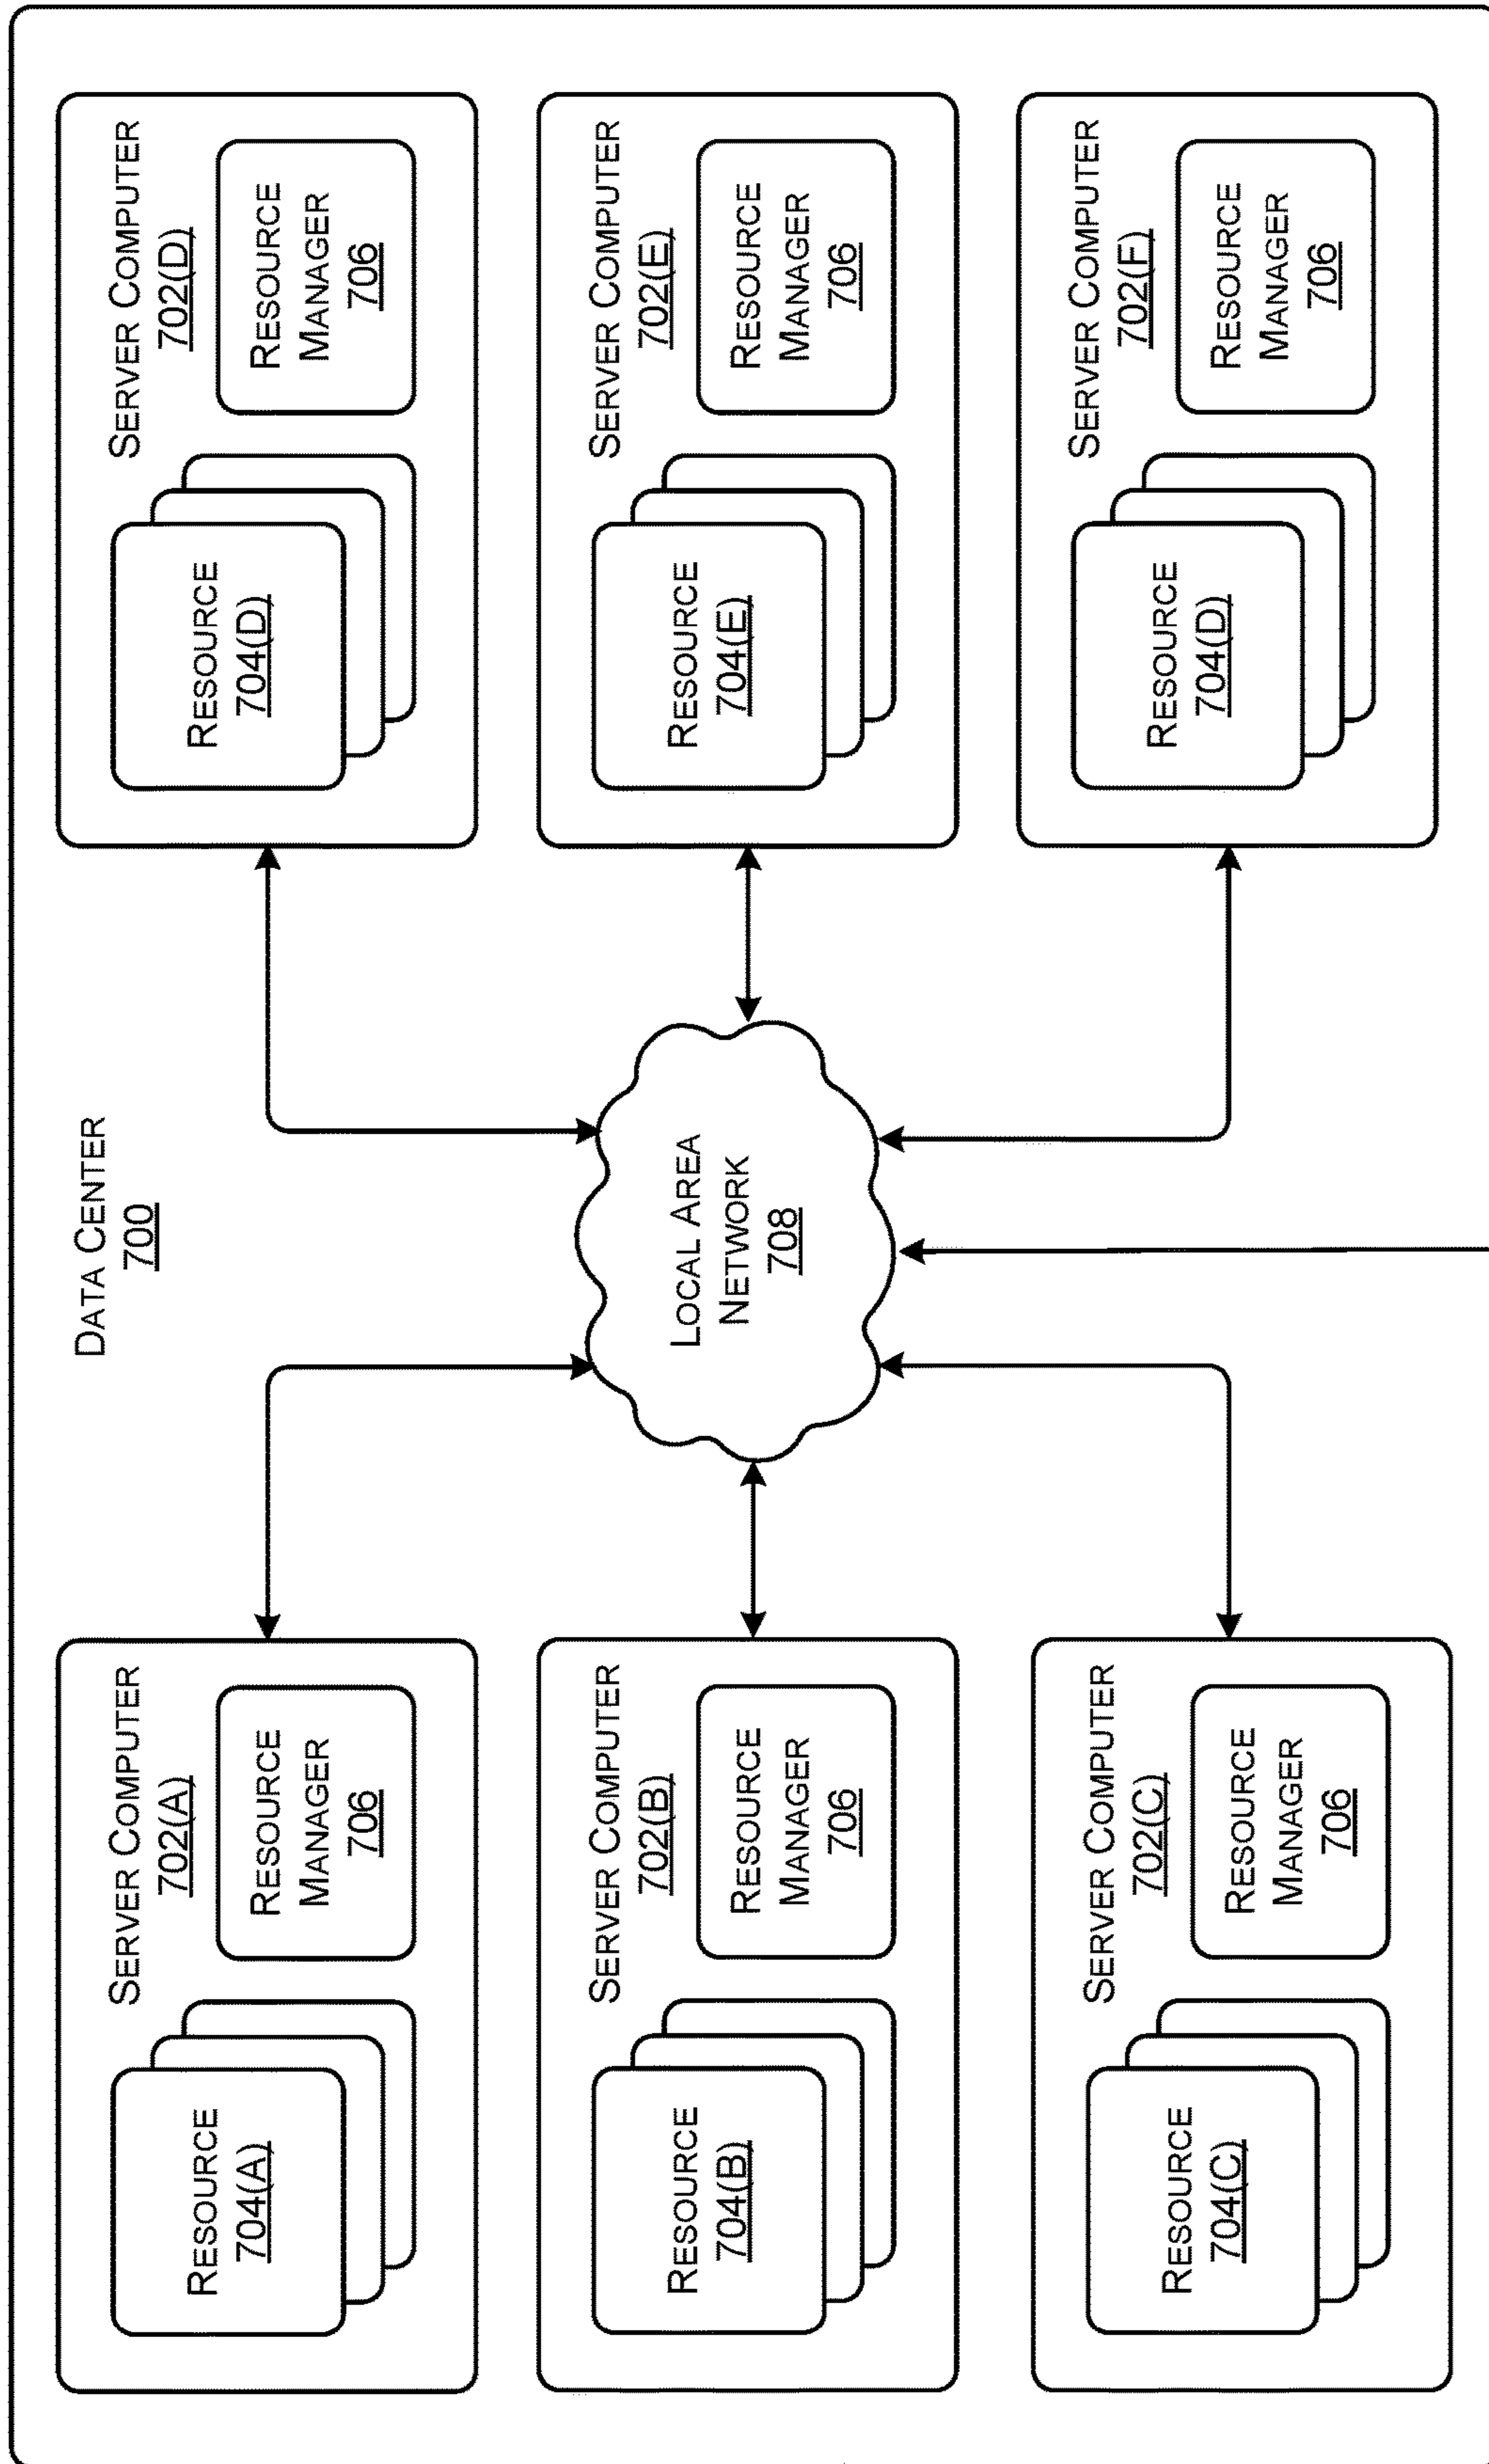 DATA CENTER
700
SERVER COMPUTER
702(A)
RESOURCE
704(A)
RESOURCE
MANAGER
706
SERVER COMPUTER
702(B)
RESOURCE
704(B)
RESOURCE
MANAGER
706
SERVER COMPUTER
702(C)
RESOURCE
704(C)
RESOURCE
MANAGER
706
LOCAL AREA
NETWORK
708
SERVER COMPUTER
702(D)
RESOURCE
704(D)
RESOURCE
MANAGER
706
SERVER COMPUTER
702(E)
RESOURCE
704(E)
RESOURCE
MANAGER
706
SERVER COMPUTER
702(F)
RESOURCE
704(D)
RESOURCE
MANAGER
706